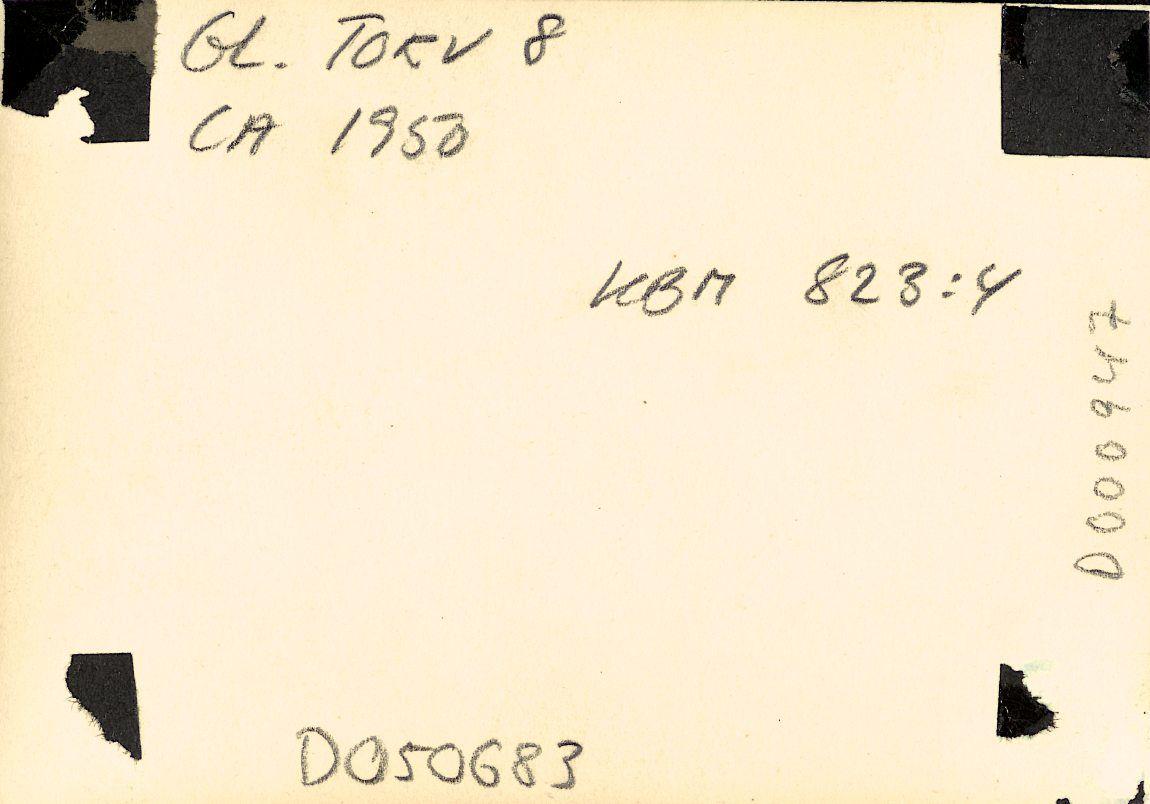 GL. TORV 8
CA 1950
KBM 823:4
D000947
D050683